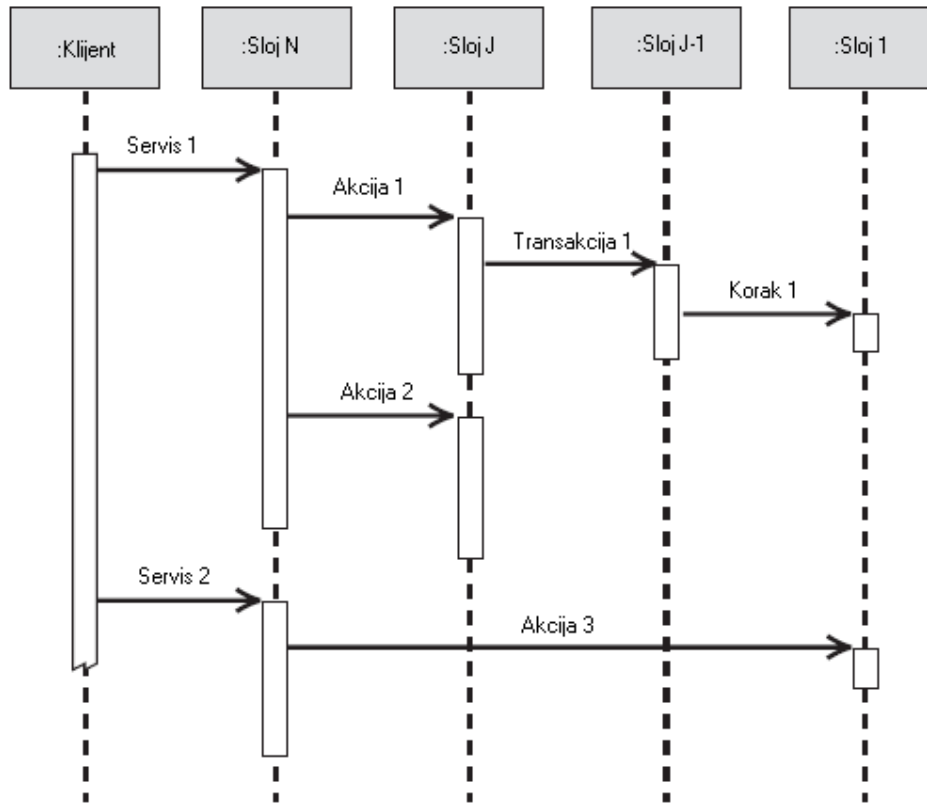 :Klijent
:Sloj N
:Sloj J
:Sloj J-1
:Sloj 1
Servis 1
Akcija 1
Transakcija 1
Korak 1
Akcija 2
Servis 2
Akcija 3